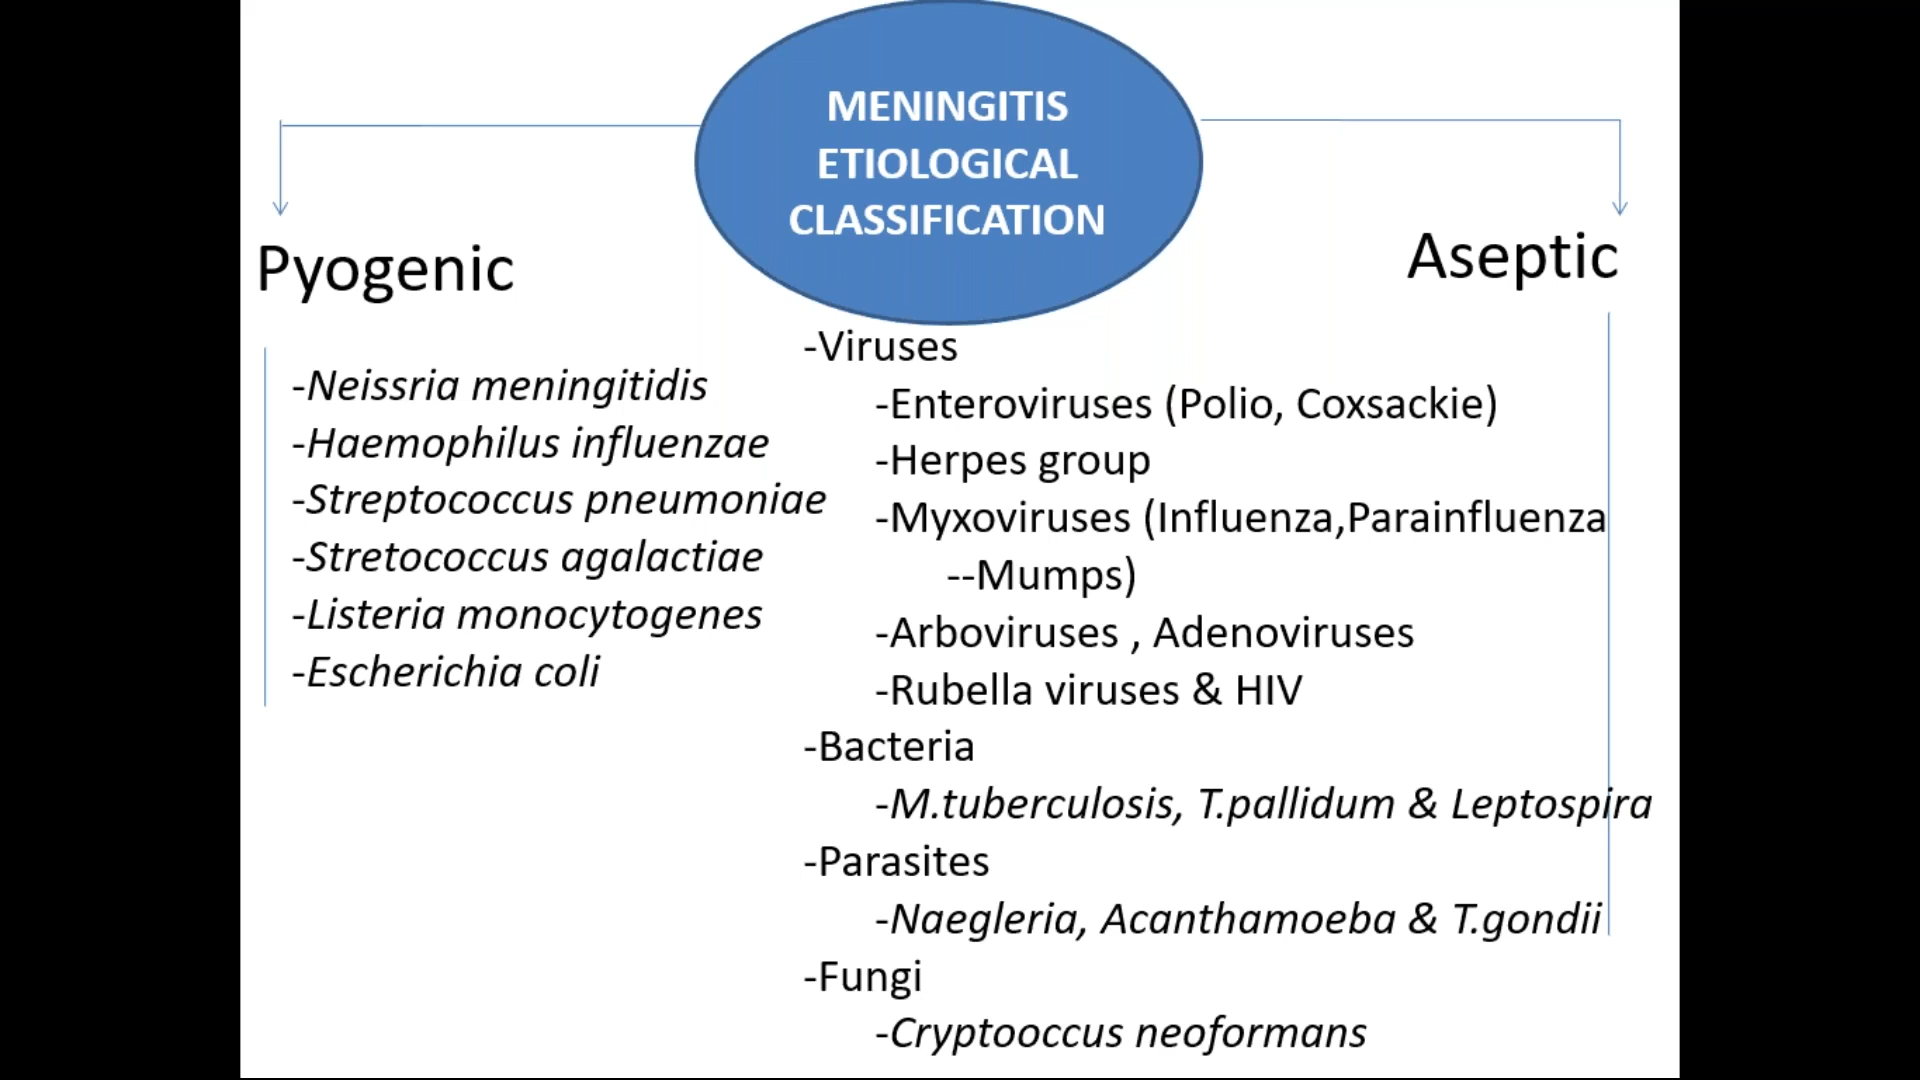 MENINGITIS
ETIOLOGICAL
CLASSIFICATION
Pyogenic
-Neissria meningitidis
-Haemophilus influenzae
-Streptococcus pneumoniae
-Stretococcus agalactiae
-Listeria monocytogenes
-Escherichia coli
Aseptic
-Viruses
-Enteroviruses (Polio, Coxsackie)
-Herpes group
-Myxoviruses (Influenza,Parainfluenza
--Mumps)
-Arboviruses , Adenoviruses
-Rubella viruses & HIV
-Bacteria
-M.tuberculosis, T.pallidum & Leptospira
-Parasites
-Naegleria, Acanthamoeba & T.gondii
-Fungi
-Cryptooccus neoformans